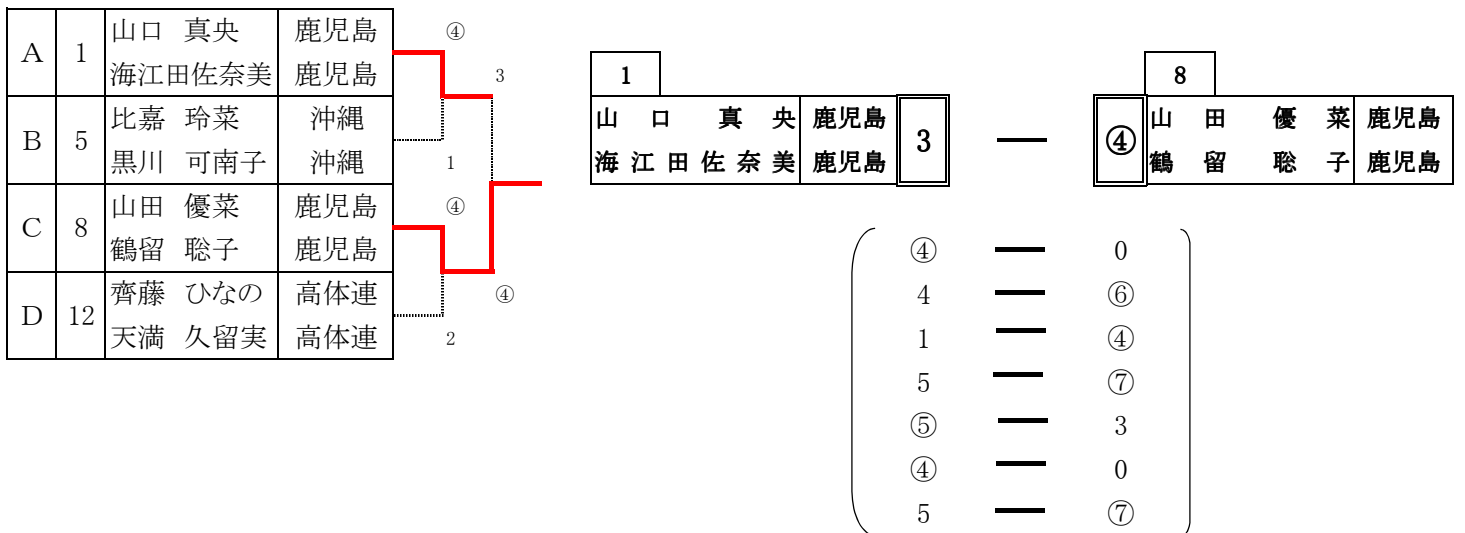 A 1 山口 真央 鹿児島
海江田佐奈美 鹿児島
B 5 比嘉 玲菜 沖縄
黒川 可南子 沖縄
C 8 山田 優菜 鹿児島
鶴留 聡子 鹿児島
D 12 齊藤 ひなの 高体連
天満 久留実 高体連
④
3
1
④
④
2
1
山口真央 鹿児島
海江田佐奈美 鹿児島
3 ― ④
8
山田優菜 鹿児島
鶴留聡子 鹿児島
④ ― 0
4 ― ⑥
1 ― ④
5 ― ⑦
⑤ ― 3
④ ― 0
5 ― ⑦